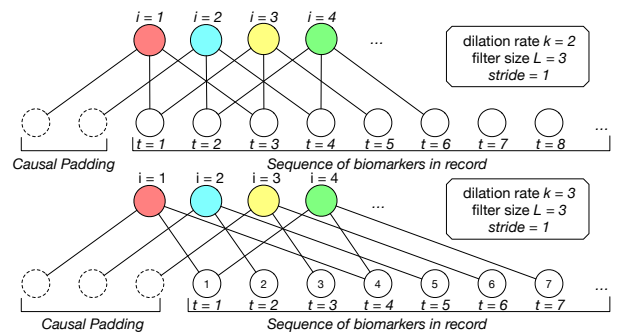 i = 1 i = 2 i = 3 i = 4
...
dilation rate k = 2
filter size L = 3
stride = 1
t = 1 t = 2 t = 3 t = 4 t = 5 t = 6 t = 7 t = 8 ...
Causal Padding Sequence of biomarkers in record
i = 1 i = 2 i = 3 i = 4
...
dilation rate k = 3
filter size L = 3
stride = 1
1 2 3 4 5 6 7 ...
t = 1 t = 2 t = 3 t = 4 t = 5 t = 6 t = 7
Causal Padding Sequence of biomarkers in record